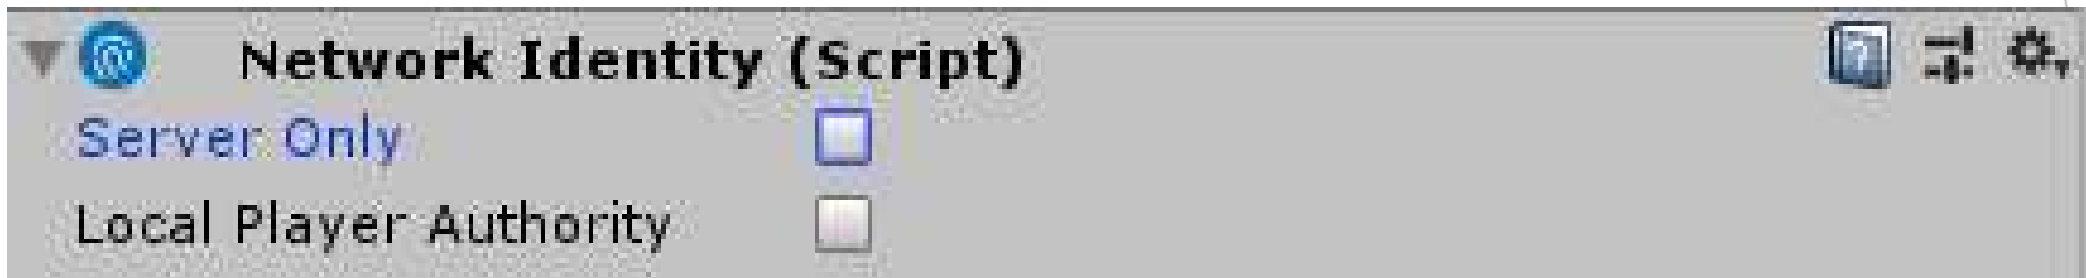 Network Identity (Script)
Server Only
Local Player Authority